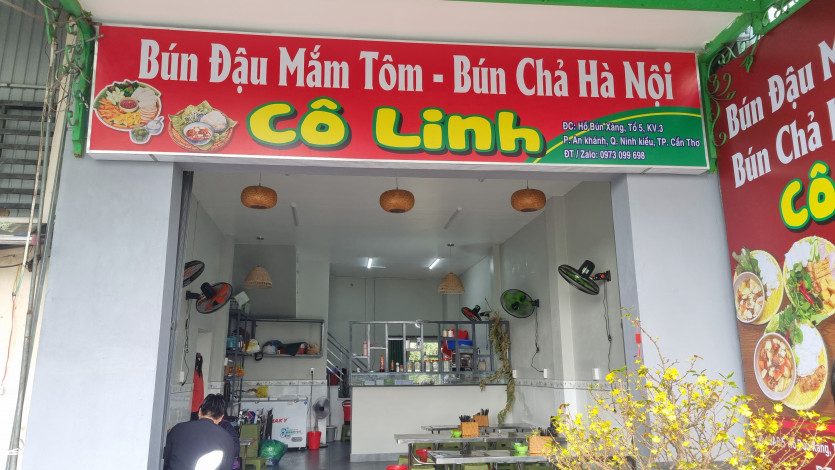 Bún Đậu Mắm Tôm - Bún Chả Hà Nội
Cô Linh
ĐC: Hồ Bún Xáng, Tổ 5, KV.3
P. An khánh, Q. Ninh kiều, TP. Cần Thơ
ĐT / Zalo: 0973 099 698
Bún Đậu
Bún Chả
Cô